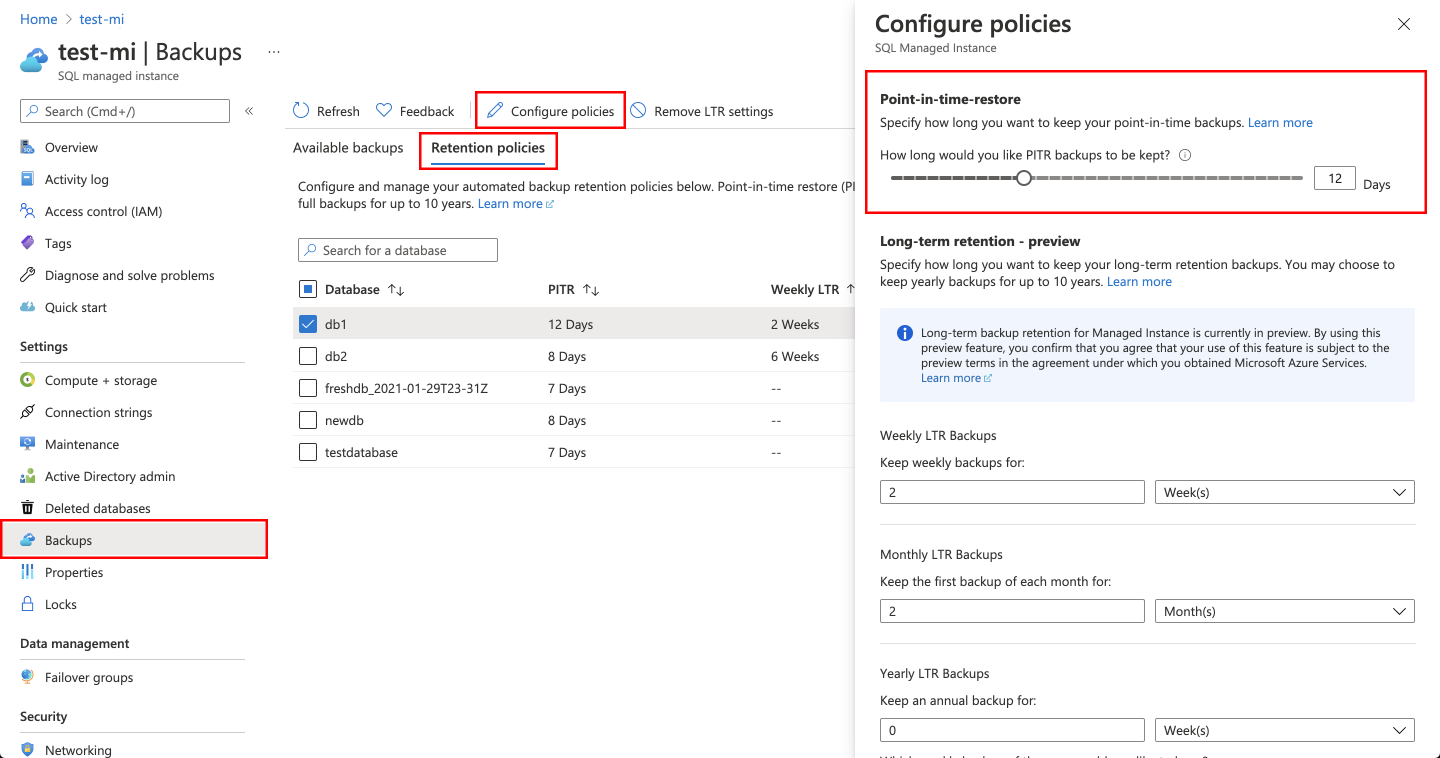 Home > test-mi
test-mi | Backups ...
SQL managed instance
Search (Cmd+/)
«
Overview
Activity log
Access control (IAM)
Tags
Diagnose and solve problems
Quick start
Settings
Compute + storage
Connection strings
Maintenance
Active Directory admin
Deleted databases
Backups
Properties
Locks
Data management
Failover groups
Security
Networking
Refresh Feedback Configure policies Remove LTR settings
Available backups Retention policies
Configure and manage your automated backup retention policies below. Point-in-time restore (PI
full backups for up to 10 years. Learn more
Search for a database
Database ↑↓ PITR ↑↓ Weekly LTR ↑
db1 12 Days 2 Weeks
db2 8 Days 6 Weeks
freshdb_2021-01-29T23-31Z 7 Days --
newdb 8 Days --
testdatabase 7 Days --
Configure policies
SQL Managed Instance
Point-in-time-restore
Specify how long you want to keep your point-in-time backups. Learn more
How long would you like PITR backups to be kept?
12 Days
Long-term retention - preview
Specify how long you want to keep your long-term retention backups. You may choose to
keep yearly backups for up to 10 years. Learn more
Long-term backup retention for Managed Instance is currently in preview. By using this
preview feature, you confirm that you agree that your use of this feature is subject to the
preview terms in the agreement under which you obtained Microsoft Azure Services.
Learn more
Weekly LTR Backups
Keep weekly backups for:
2 Week(s)
Monthly LTR Backups
Keep the first backup of each month for:
2 Month(s)
Yearly LTR Backups
Keep an annual backup for:
0 Week(s)